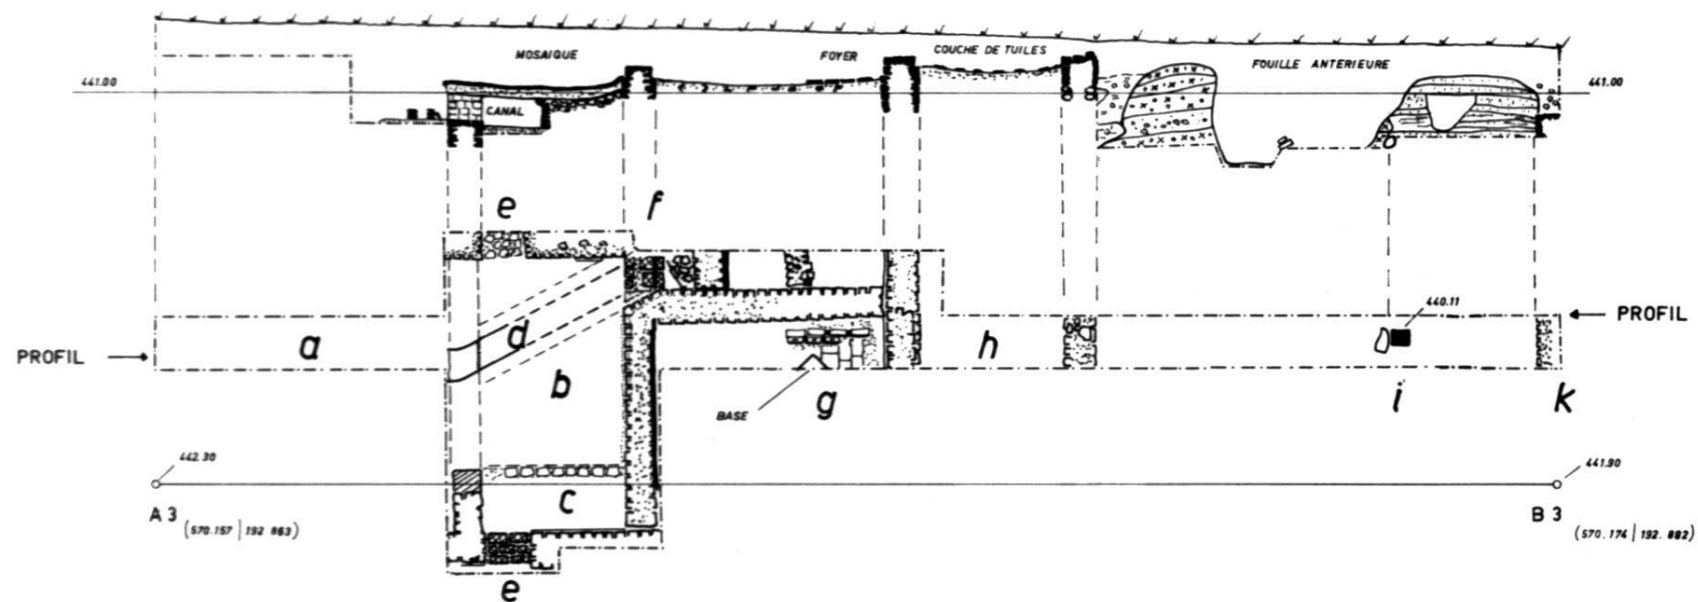 MOSAIQUE
FOYER
COUCHE DE TUILES
FOUILLE ANTERIEURE
441.00
441.00
CANAL
e
f
440.11
PROFIL
a
d
h
PROFIL
b
BASE
g
i
k
442.30
441.90
c
A 3
(570.157 | 192 863)
B 3
(570.174 | 192. 882)
e